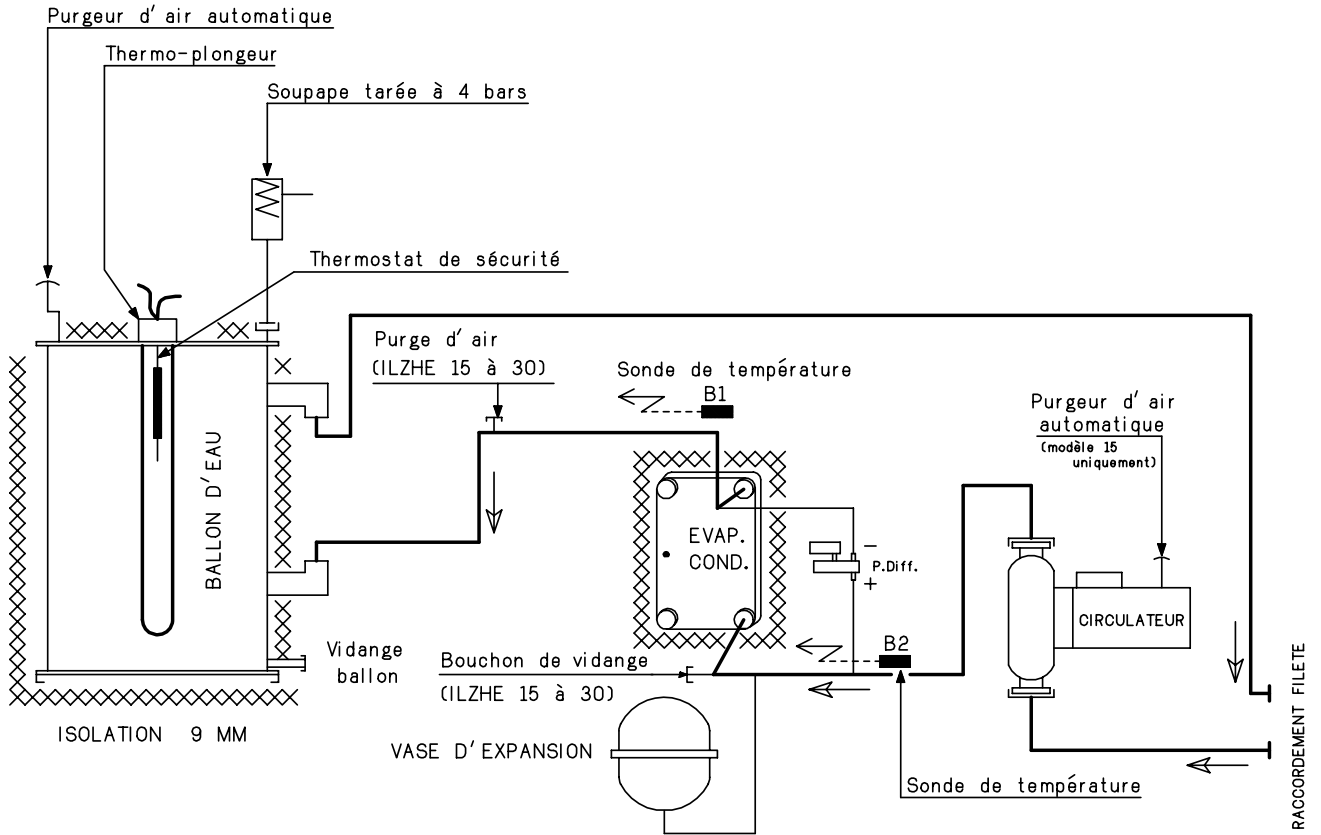 Purgeur d' air automatique
Thermo-plongeur
Soupape tarée à 4 bars
Thermostat de sécurité
Purge d' air
(ILZHE 15 à 30)
Sonde de température
B1
Purgeur d' air
automatique
(modèle 15
uniquement)
BALLON D'EAU
EVAP.
COND.
-
P.Diff.
+
CIRCULATEUR
B2
Vidange
ballon
Bouchon de vidange
(ILZHE 15 à 30)
ISOLATION 9 MM
VASE D'EXPANSION
Sonde de température
RACCORDEMENT FILETE